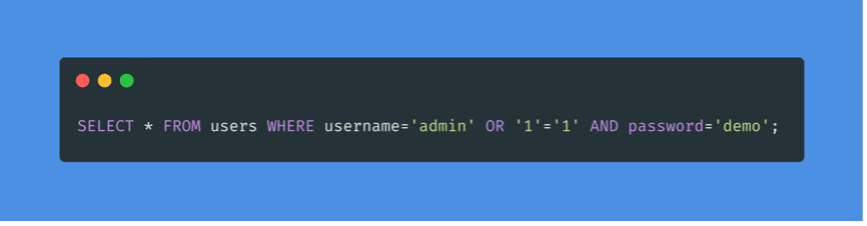 SELECT * FROM users WHERE username='admin' OR '1'='1' AND password='demo';